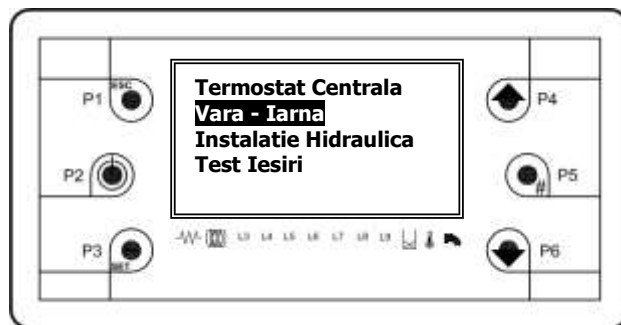 Termostat Centrala
Vara - Iarna
Instalatie Hidraulica
Test Iesiri
ESC
P1
P4
P2
#
P5
P3
SET
P6
L3 L4 L5 L6 L7 L8 L9